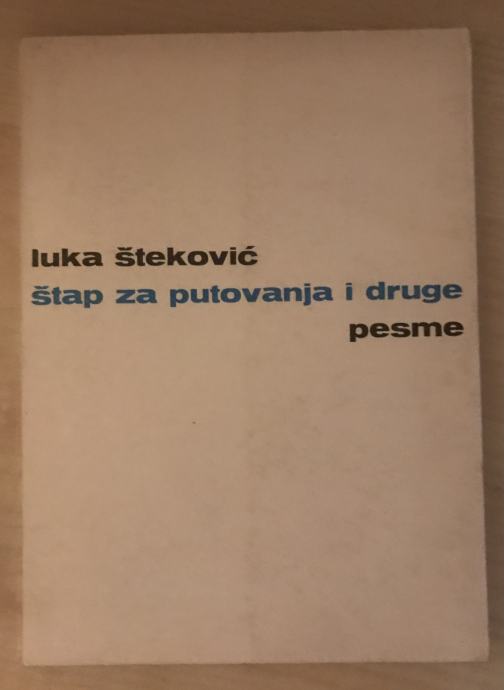 luka šteković
štap za putovanja i druge
pesme